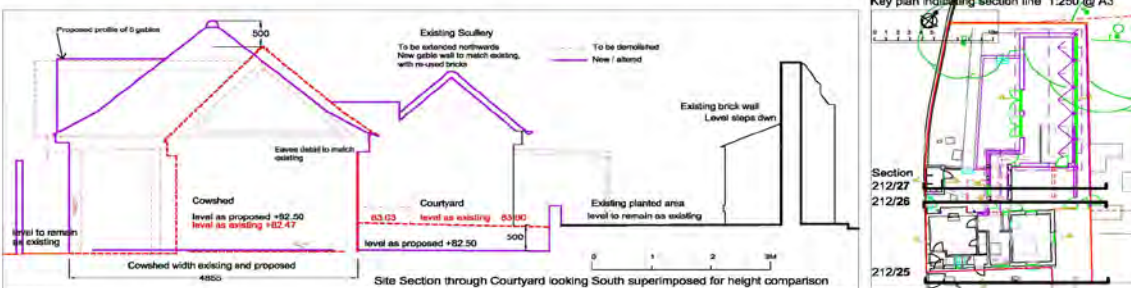 Key plan indicating section line 1:250 @ A3
Proposed profile of 5 gables
500
Existing Scullery
To be extended northwards
New gable wall to match existing,
with re-used bricks
To be demolished
New / altered
Existing brick wall
Level steps dwn
Eaves detail to match
existing
Cowshed
level as proposed +82.50
level as existing +82.47
Courtyard
83.03 level as existing
level as proposed +82.50
500
Existing planted area
level to remain as existing
level to remain
as existing
Cowshed width existing and proposed
4855
0 1 2 3M
Site Section through Courtyard looking South superimposed for height comparison
Section
212/27
212/26
212/25